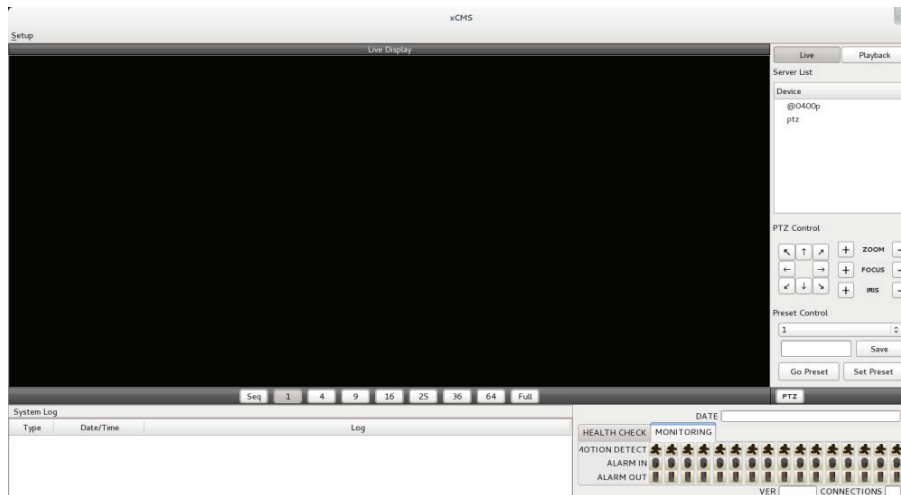 xCMS
Setup
Live Display
Live Playback
Server List
Device
@0400p
ptz
PTZ Control
ZOOM
FOCUS
IRIS
Preset Control
1
Save
Go Preset Set Preset
Seq 1 4 9 16 25 36 64 Full PTZ
System Log
Type Date/Time Log
DATE
HEALTH CHECK MONITORING
MOTION DETECT
ALARM IN
ALARM OUT
VER CONNECTIONS